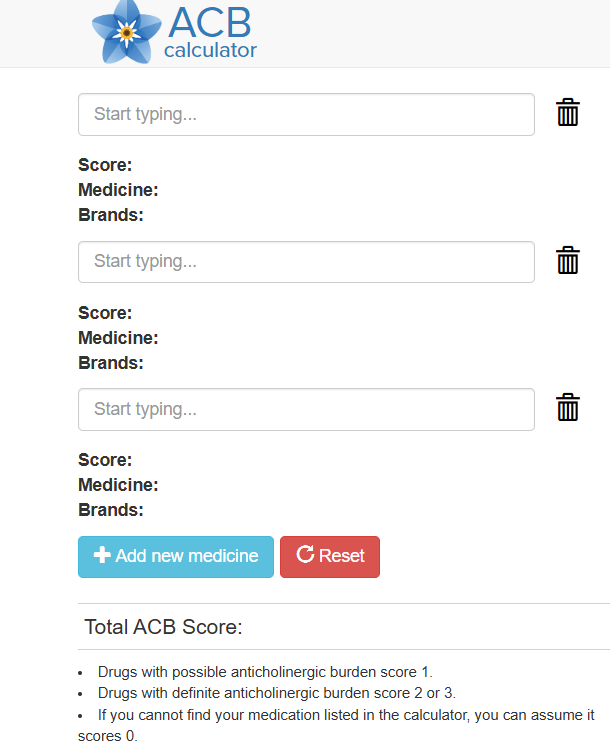 ACB
calculator
Start typing...
Score:
Medicine:
Brands:
Start typing...
Score:
Medicine:
Brands:
Start typing...
Score:
Medicine:
Brands:
Add new medicine Reset
Total ACB Score:
• Drugs with possible anticholinergic burden score 1.
• Drugs with definite anticholinergic burden score 2 or 3.
• If you cannot find your medication listed in the calculator, you can assume it
scores 0.